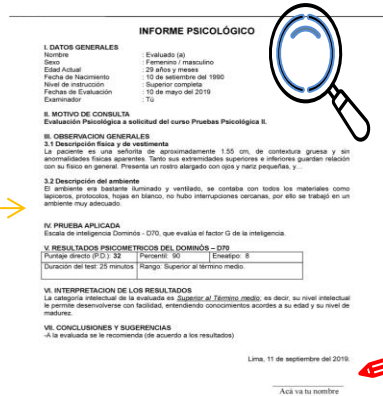 INFORME PSICOLÓGICO
I. DATOS GENERALES
Nombre : Evaluado (a)
Sexo : Femenino / masculino
Edad Actual : 29 años y meses
Fecha de Nacimiento : 10 de setiembre del 1990
Nivel de instrucción : Superior completa
Fechas de Evaluación : 10 de mayo del 2019
Examinador : Tú
II. MOTIVO DE CONSULTA
Evaluación Psicológica a solicitud del curso Pruebas Psicológica II.
III. OBSERVACION GENERALES
3.1 Descripción física y de vestimenta
La paciente es una señorita de aproximadamente 1.55 cm, de contextura gruesa y sin
anormalidades físicas aparentes. Tanto sus extremidades superiores e inferiores guardan relación
con su físico en general. Presenta un rostro alargado con ojos y nariz pequeñas, y…
3.2 Descripción del ambiente
El ambiente era bastante iluminado y ventilado, se contaba con todos los materiales como
lapiceros, protocolos, hojas en blanco, no hubo interrupciones cercanas, por ello se trabajó en un
ambiente muy adecuado.
IV. PRUEBA APLICADA
Escala de inteligencia Dominós - D70, que evalúa el factor G de la inteligencia.
V. RESULTADOS PSICOMETRICOS DEL DOMINÓS – D70
Puntaje directo (P.D.): 32 Percentil: 90 Eneatipo: 8
Duración del test: 25 minutos Rango: Superior al término medio.
VI. INTERPRETACION DE LOS RESULTADOS
La categoría intelectual de la evaluada es Superior al Término medio; es decir, su nivel intelectual
le permite desenvolverse con facilidad, entendiendo conocimientos acordes a su edad y su nivel de
madurez.
VII. CONCLUSIONES Y SUGERENCIAS
-A la evaluada se le recomienda (de acuerdo a los resultados)
Lima, 11 de septiembre del 2019.
Acá va tu nombre